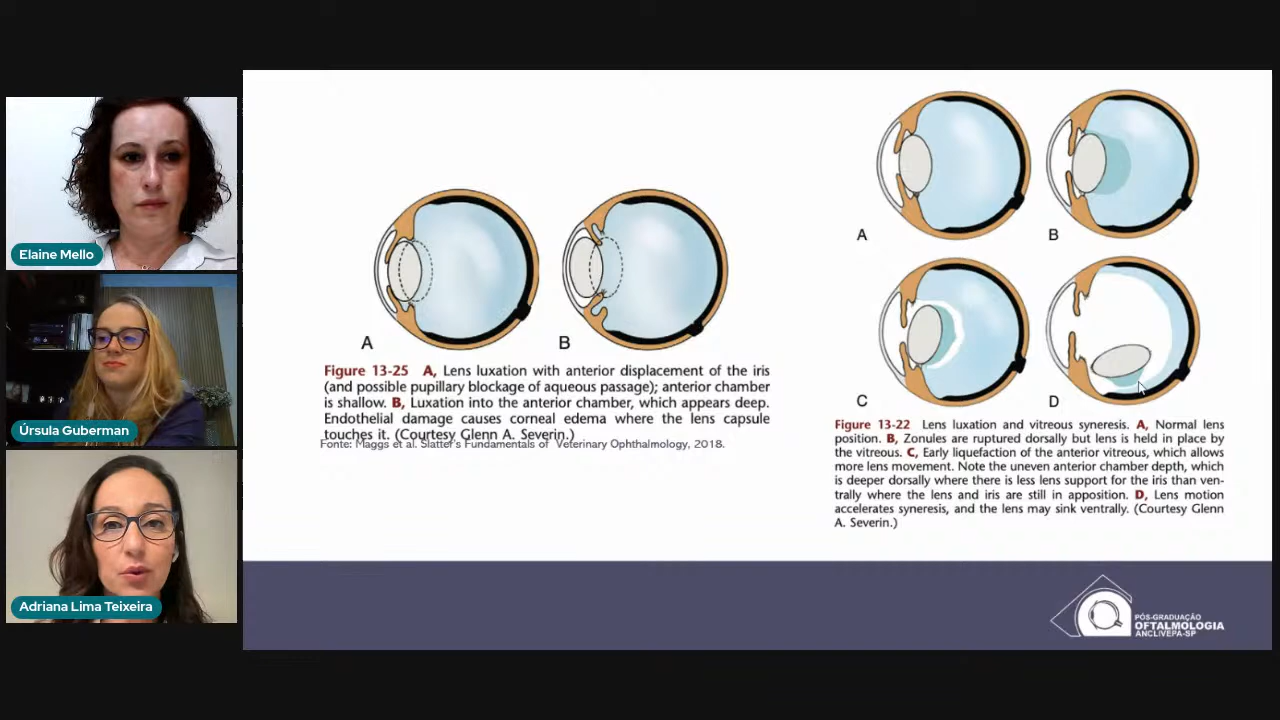 Elaine Mello
Úrsula Guberman
Adriana Lima Teixeira
A
B
Figure 13-25 A, Lens luxation with anterior displacement of the iris
(and possible pupillary blockage of aqueous passage); anterior chamber
is shallow. B, Luxation into the anterior chamber, which appears deep.
Endothelial damage causes corneal edema where the lens capsule
touches it. (Courtesy Glenn A. Severin.)
Fonte: Maggs et al. Slatter's Fundamentals of Veterinary Ophthalmology, 2018.
A
B
C
D
Figure 13-22 Lens luxation and vitreous syneresis. A, Normal lens
position. B, Zonules are ruptured dorsally but lens is held in place by
the vitreous. C, Early liquefaction of the anterior vitreous, which allows
more lens movement. Note the uneven anterior chamber depth, which
is deeper dorsally where there is less lens support for the iris than ven-
trally where the lens and iris are still in apposition. D, Lens motion
accelerates syneresis, and the lens may sink ventrally. (Courtesy Glenn
A. Severin.)
PÓS-GRADUAÇÃO
OFTALMOLOGIA
ANCLIVEPA-SP